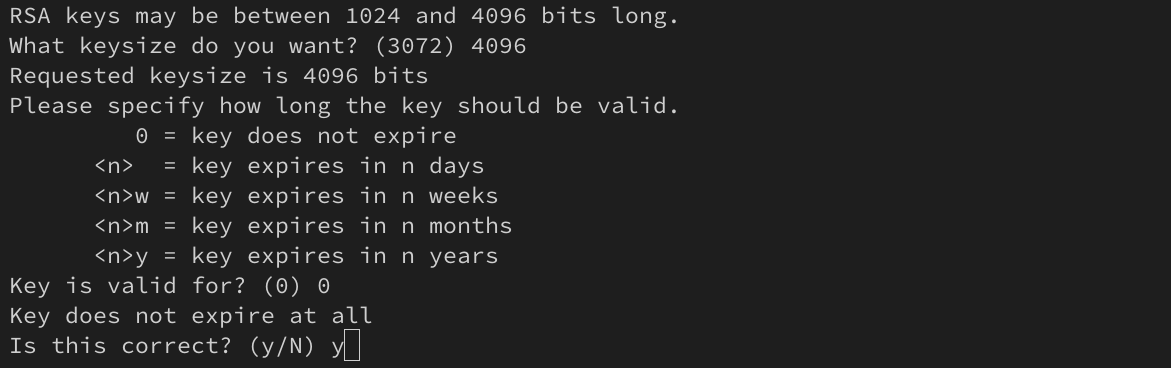 RSA keys may be between 1024 and 4096 bits long.
What keysize do you want? (3072) 4096
Requested keysize is 4096 bits
Please specify how long the key should be valid.
         0 = key does not expire
      <n>  = key expires in n days
      <n>w = key expires in n weeks
      <n>m = key expires in n months
      <n>y = key expires in n years
Key is valid for? (0) 0
Key does not expire at all
Is this correct? (y/N) y